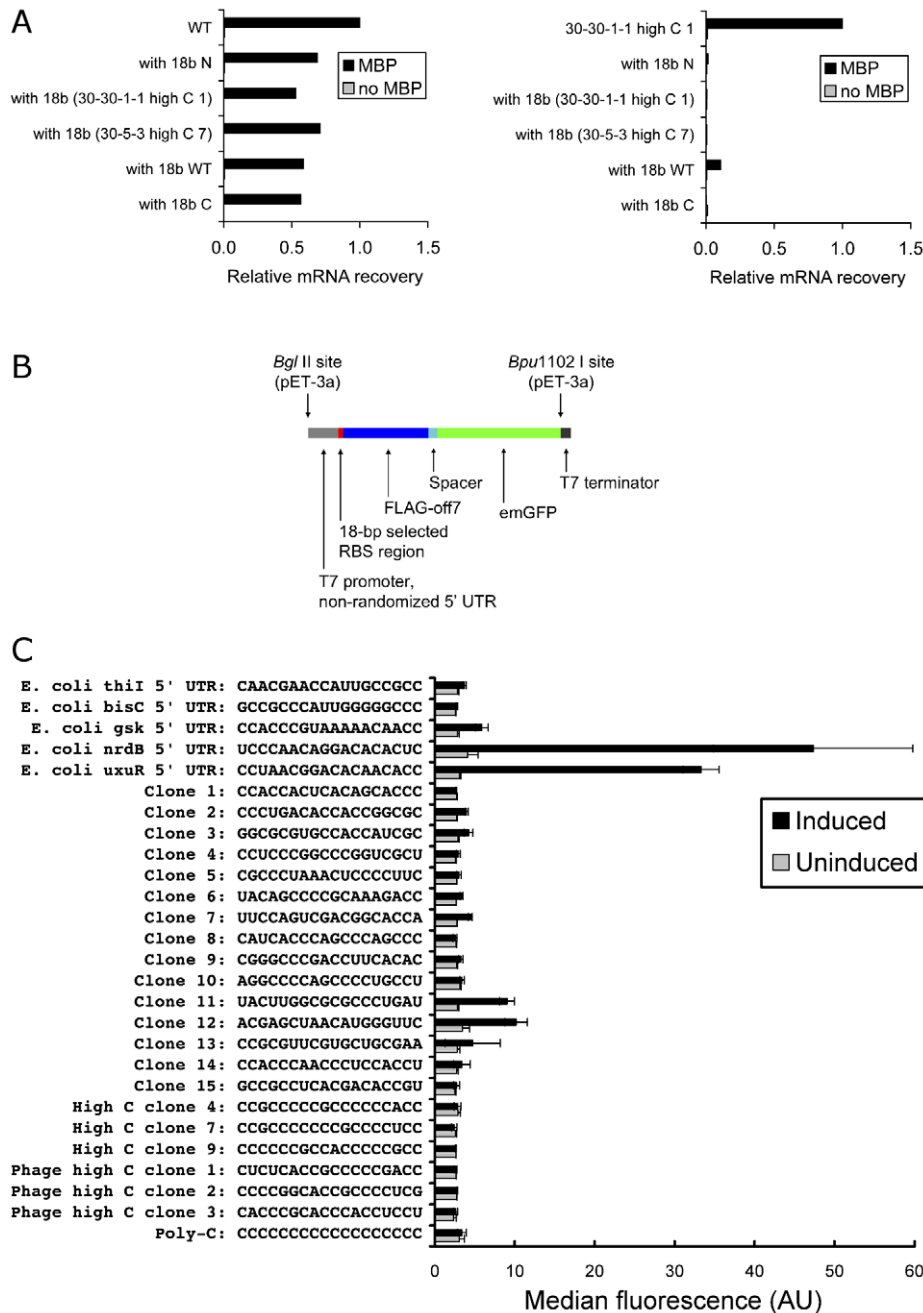 A
WT
with 18b N
with 18b (30-30-1-1 high C 1)
with 18b (30-5-3 high C 7)
with 18b WT
with 18b C
MBP
no MBP
0.0 0.5 1.0 1.5
Relative mRNA recovery
30-30-1-1 high C 1
with 18b N
with 18b (30-30-1-1 high C 1)
with 18b (30-5-3 high C 7)
with 18b WT
with 18b C
MBP
no MBP
0.0 0.5 1.0 1.5
Relative mRNA recovery
B
Bgl II site
(pET-3a)
Bpu1102 I site
(pET-3a)
Spacer
T7 terminator
FLAG-off7
emGFP
18-bp selected
RBS region
T7 promoter,
non-randomized 5' UTR
C
E. coli thiI 5' UTR: CAACGAACCAUUGCCGCC
E. coli bisC 5' UTR: GCCGCCCAUUGGGGGCCC
E. coli gsk 5' UTR: CCACCCGUAAAAACAACC
E. coli nrdB 5' UTR: UCCCAACAGGACACACUC
E. coli uxuR 5' UTR: CCUAACGGACACAACACC
Clone 1: CCACCACUCACAGCACCC
Clone 2: CCCUGACACCACCGGCGC
Clone 3: GGCGCGUGCCACCAUCGC
Clone 4: CCUCCCGGCCCGGUCGCU
Clone 5: CGCCCUAAACUCCCCUUC
Clone 6: UACAGCCCCGCAAAGACC
Clone 7: UUCCAGUCGACGGCACCA
Clone 8: CAUCACCCAGCCCAGCCC
Clone 9: CGGGCCCGACCUUCACAC
Clone 10: AGGCCCCAGCCCCUGCCU
Clone 11: UACUUGGCGCGCCCUGAU
Clone 12: ACGAGCUAACAUGGGUUC
Clone 13: CCGCGUUCGUGCUGCGAA
Clone 14: CCACCCAACCCUCCACCU
Clone 15: GCCGCCUCACGACACCGU
High C clone 4: CCGCCCCCGCCCCCCACC
High C clone 7: CCGCCCCCCCGCCCCUCC
High C clone 9: CCCCCCGCCACCCCCGCC
Phage high C clone 1: CUCUCACCGCCCCCGACC
Phage high C clone 2: CCCCGGCACCGCCCCUCG
Phage high C clone 3: CACCCGCACCCACCUCCU
Poly-C: CCCCCCCCCCCCCCCCCC
Induced
Uninduced
0 10 20 30 40 50 60
Median fluorescence (AU)